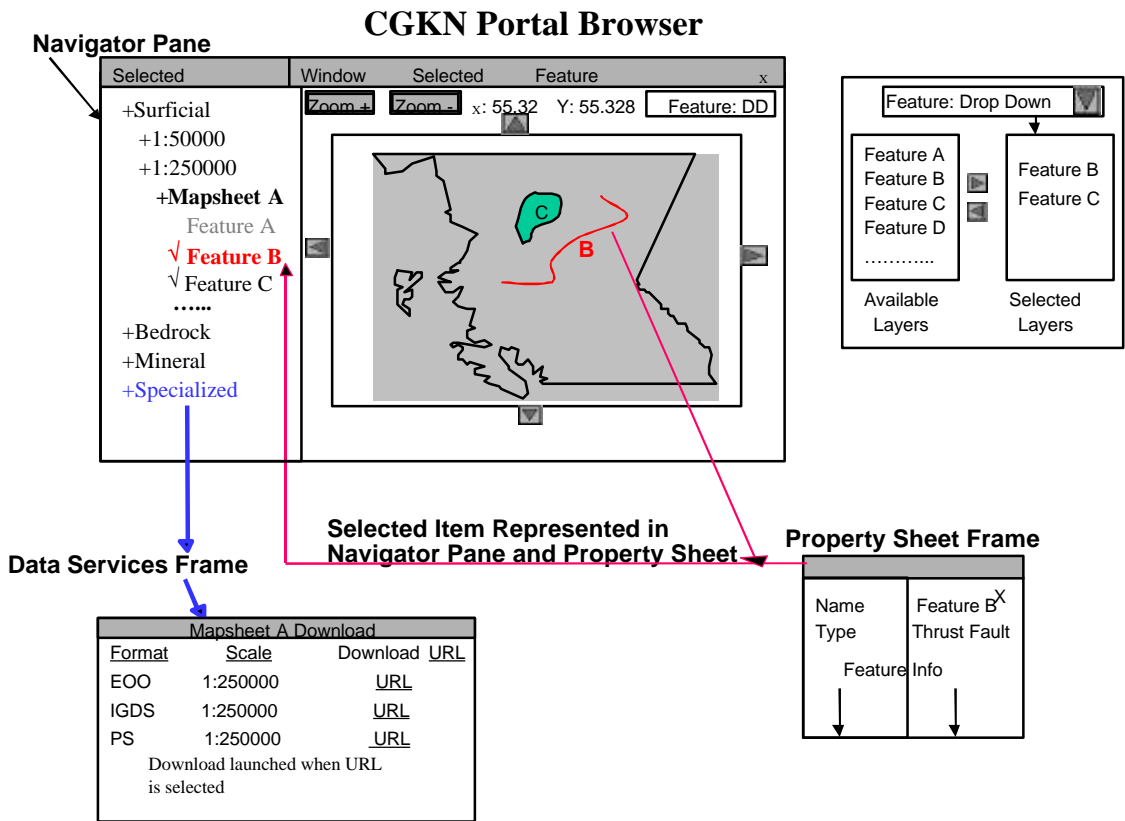 CGKN Portal Browser
Navigator Pane
Selected
Window Selected Feature x
+Surficial
+1:50000
+1:250000
+Mapsheet A
Feature A
√ Feature B
√ Feature C
…...
+Bedrock
+Mineral
+Specialized
Zoom + Zoom - x: 55.32 Y: 55.328 Feature: DD
C
B
Feature: Drop Down
Feature A
Feature B
Feature C
Feature D
………...
Feature B
Feature C
Available
Layers
Selected
Layers
Selected Item Represented in
Navigator Pane and Property Sheet
Property Sheet Frame
Name Feature B X
Type Thrust Fault
Feature Info
Data Services Frame
Mapsheet A Download
Format Scale Download URL
EOO 1:250000 URL
IGDS 1:250000 URL
PS 1:250000 URL
Download launched when URL
is selected